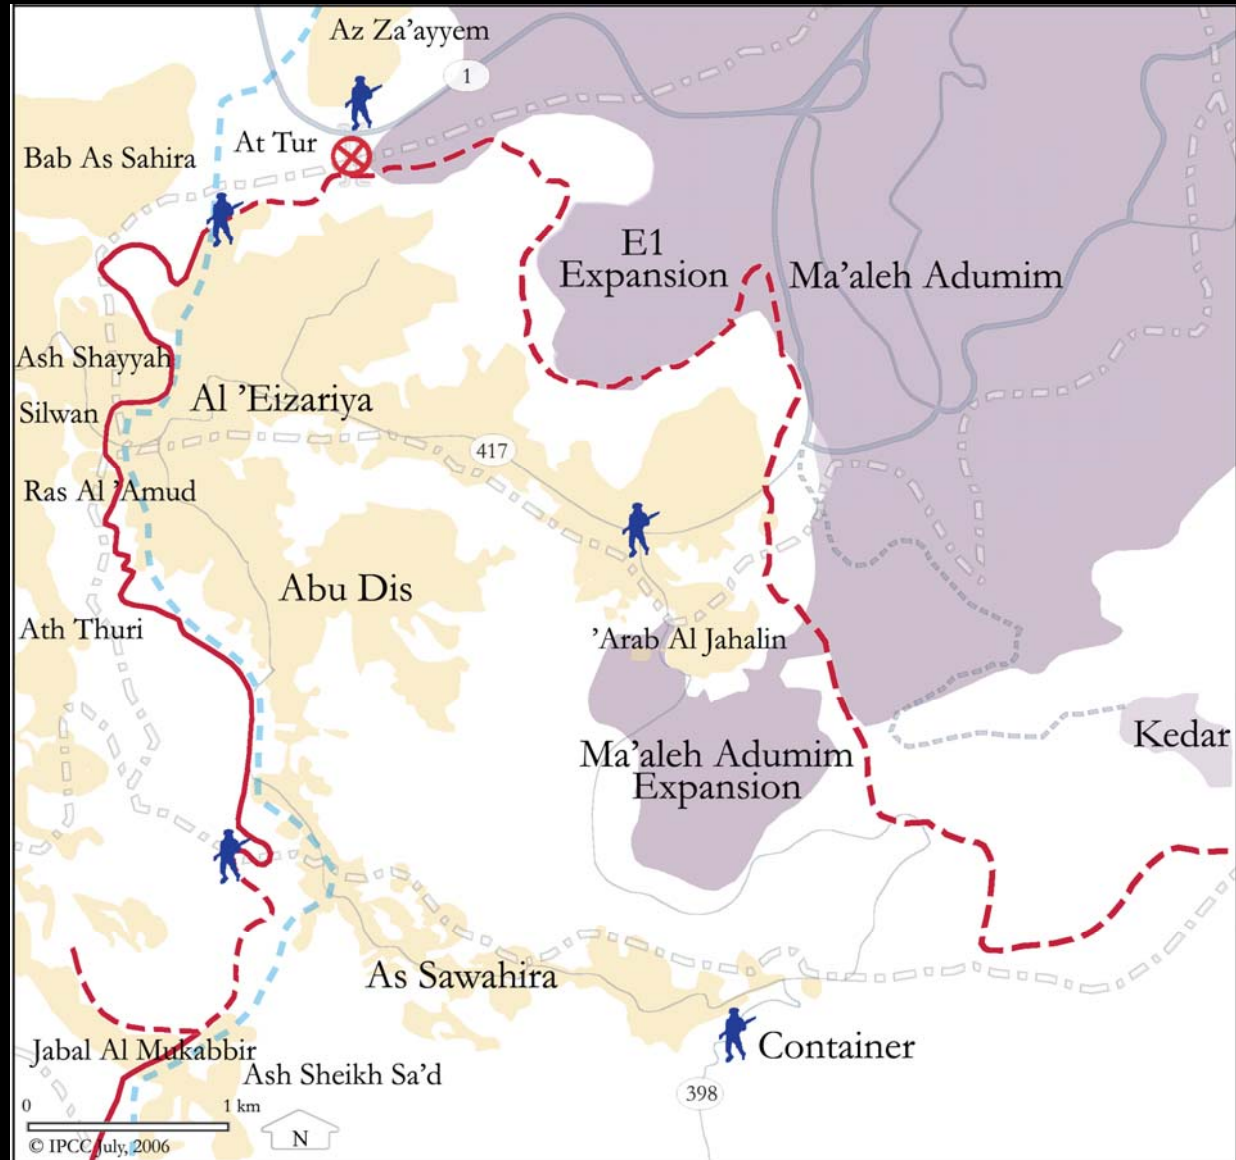 Az Za'ayyem
1
At Tur
Bab As Sahira
E1
Expansion
Ma'aleh Adumim
Ash Shayyah
Al 'Eizariya
Silwan
417
Ras Al 'Amud
Abu Dis
Ath Thuri
'Arab Al Jahalin
Kedar
Ma'aleh Adumim
Expansion
As Sawahira
Container
Jabal Al Mukabbir
Ash Sheikh Sa'd
398
0 1 km
N
© IPCC July, 2006